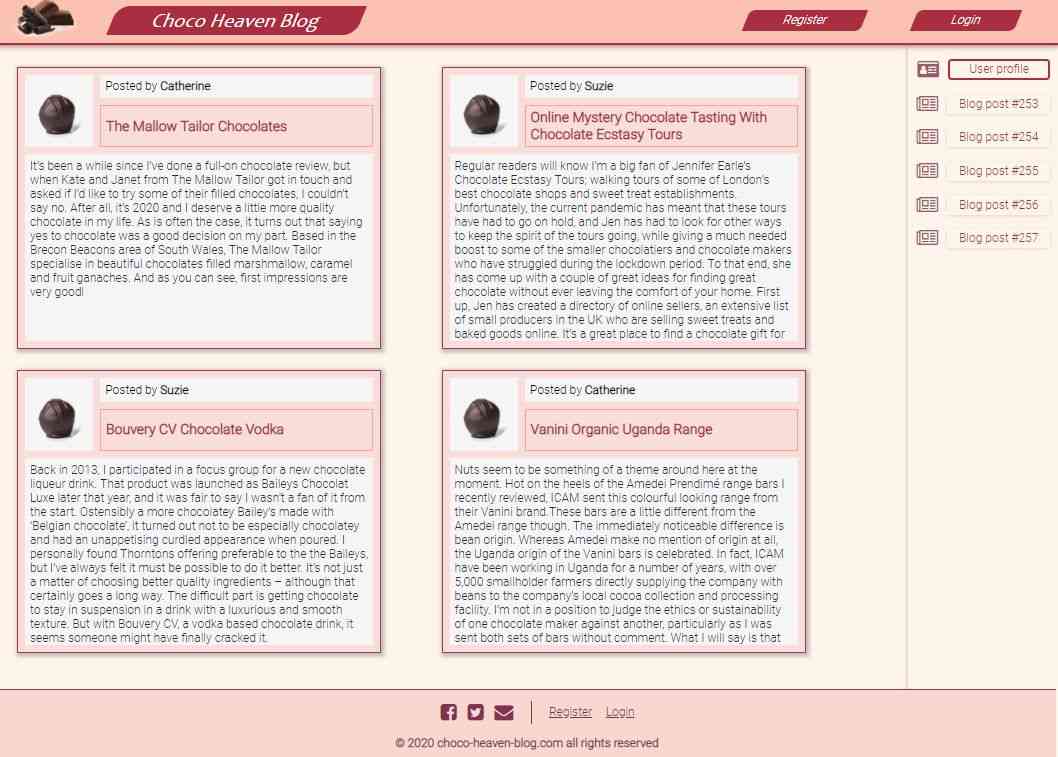 Choco Heaven Blog
Register
Login
Posted by Catherine
The Mallow Tailor Chocolates
It's been a while since I've done a full-on chocolate review, but
when Kate and Janet from The Mallow Tailor got in touch and
asked if I'd like to try some of their filled chocolates, I couldn't
say no. After all, it's 2020 and I deserve a little more quality
chocolate in my life. As is often the case, it turns out that saying
yes to chocolate was a good decision on my part. Based in the
Brecon Beacons area of South Wales, The Mallow Tailor
specialise in beautiful chocolates filled marshmallow, caramel
and fruit ganaches. And as you can see, first impressions are
very good!
Posted by Suzie
Online Mystery Chocolate Tasting With
Chocolate Ecstasy Tours
Regular readers will know I'm a big fan of Jennifer Earle's
Chocolate Ecstasy Tours; walking tours of some of London's
best chocolate shops and sweet treat establishments.
Unfortunately, the current pandemic has meant that these tours
have had to go on hold, and Jen has had to look for other ways
to keep the spirit of the tours going, while giving a much needed
boost to some of the smaller chocolatiers and chocolate makers
who have struggled during the lockdown period. To that end, she
has come up with a couple of great ideas for finding great
chocolate without ever leaving the comfort of your home. First
up, Jen has created a directory of online sellers, an extensive list
of small producers in the UK who are selling sweet treats and
baked goods online. It's a great place to find a chocolate gift for
Posted by Suzie
Bouvery CV Chocolate Vodka
Back in 2013, I participated in a focus group for a new chocolate
liqueur drink. That product was launched as Baileys Chocolat
Luxe later that year, and it was fair to say I wasn't a fan of it from
the start. Ostensibly a more chocolatey Bailey's made with
'Belgian chocolate', it turned out not to be especially chocolatey
and had an unappetising curdled appearance when poured. I
personally found Thorntons offering preferable to the the Baileys,
but I've always felt it must be possible to do it better. It's not just
a matter of choosing better quality ingredients – although that
certainly goes a long way. The difficult part is getting chocolate
to stay in suspension in a drink with a luxurious and smooth
texture. But with Bouvery CV, a vodka based chocolate drink, it
seems someone might have finally cracked it.
Posted by Catherine
Vanini Organic Uganda Range
Nuts seem to be something of a theme around here at the
moment. Hot on the heels of the Amedei Prendimé range bars I
recently reviewed, ICAM sent this colourful looking range from
their Vanini brand.These bars are a little different from the
Amedei range though. The immediately noticeable difference is
bean origin. Whereas Amedei make no mention of origin at all,
the Uganda origin of the Vanini bars is celebrated. In fact, ICAM
have been working in Uganda for a number of years, with over
5,000 smallholder farmers directly supplying the company with
beans to the company's local cocoa collection and processing
facility. I'm not in a position to judge the ethics or sustainability
of one chocolate maker against another, particularly as I was
sent both sets of bars without comment. What I will say is that
User profile
Blog post #253
Blog post #254
Blog post #255
Blog post #256
Blog post #257
Register
Login
© 2020 choco-heaven-blog.com all rights reserved